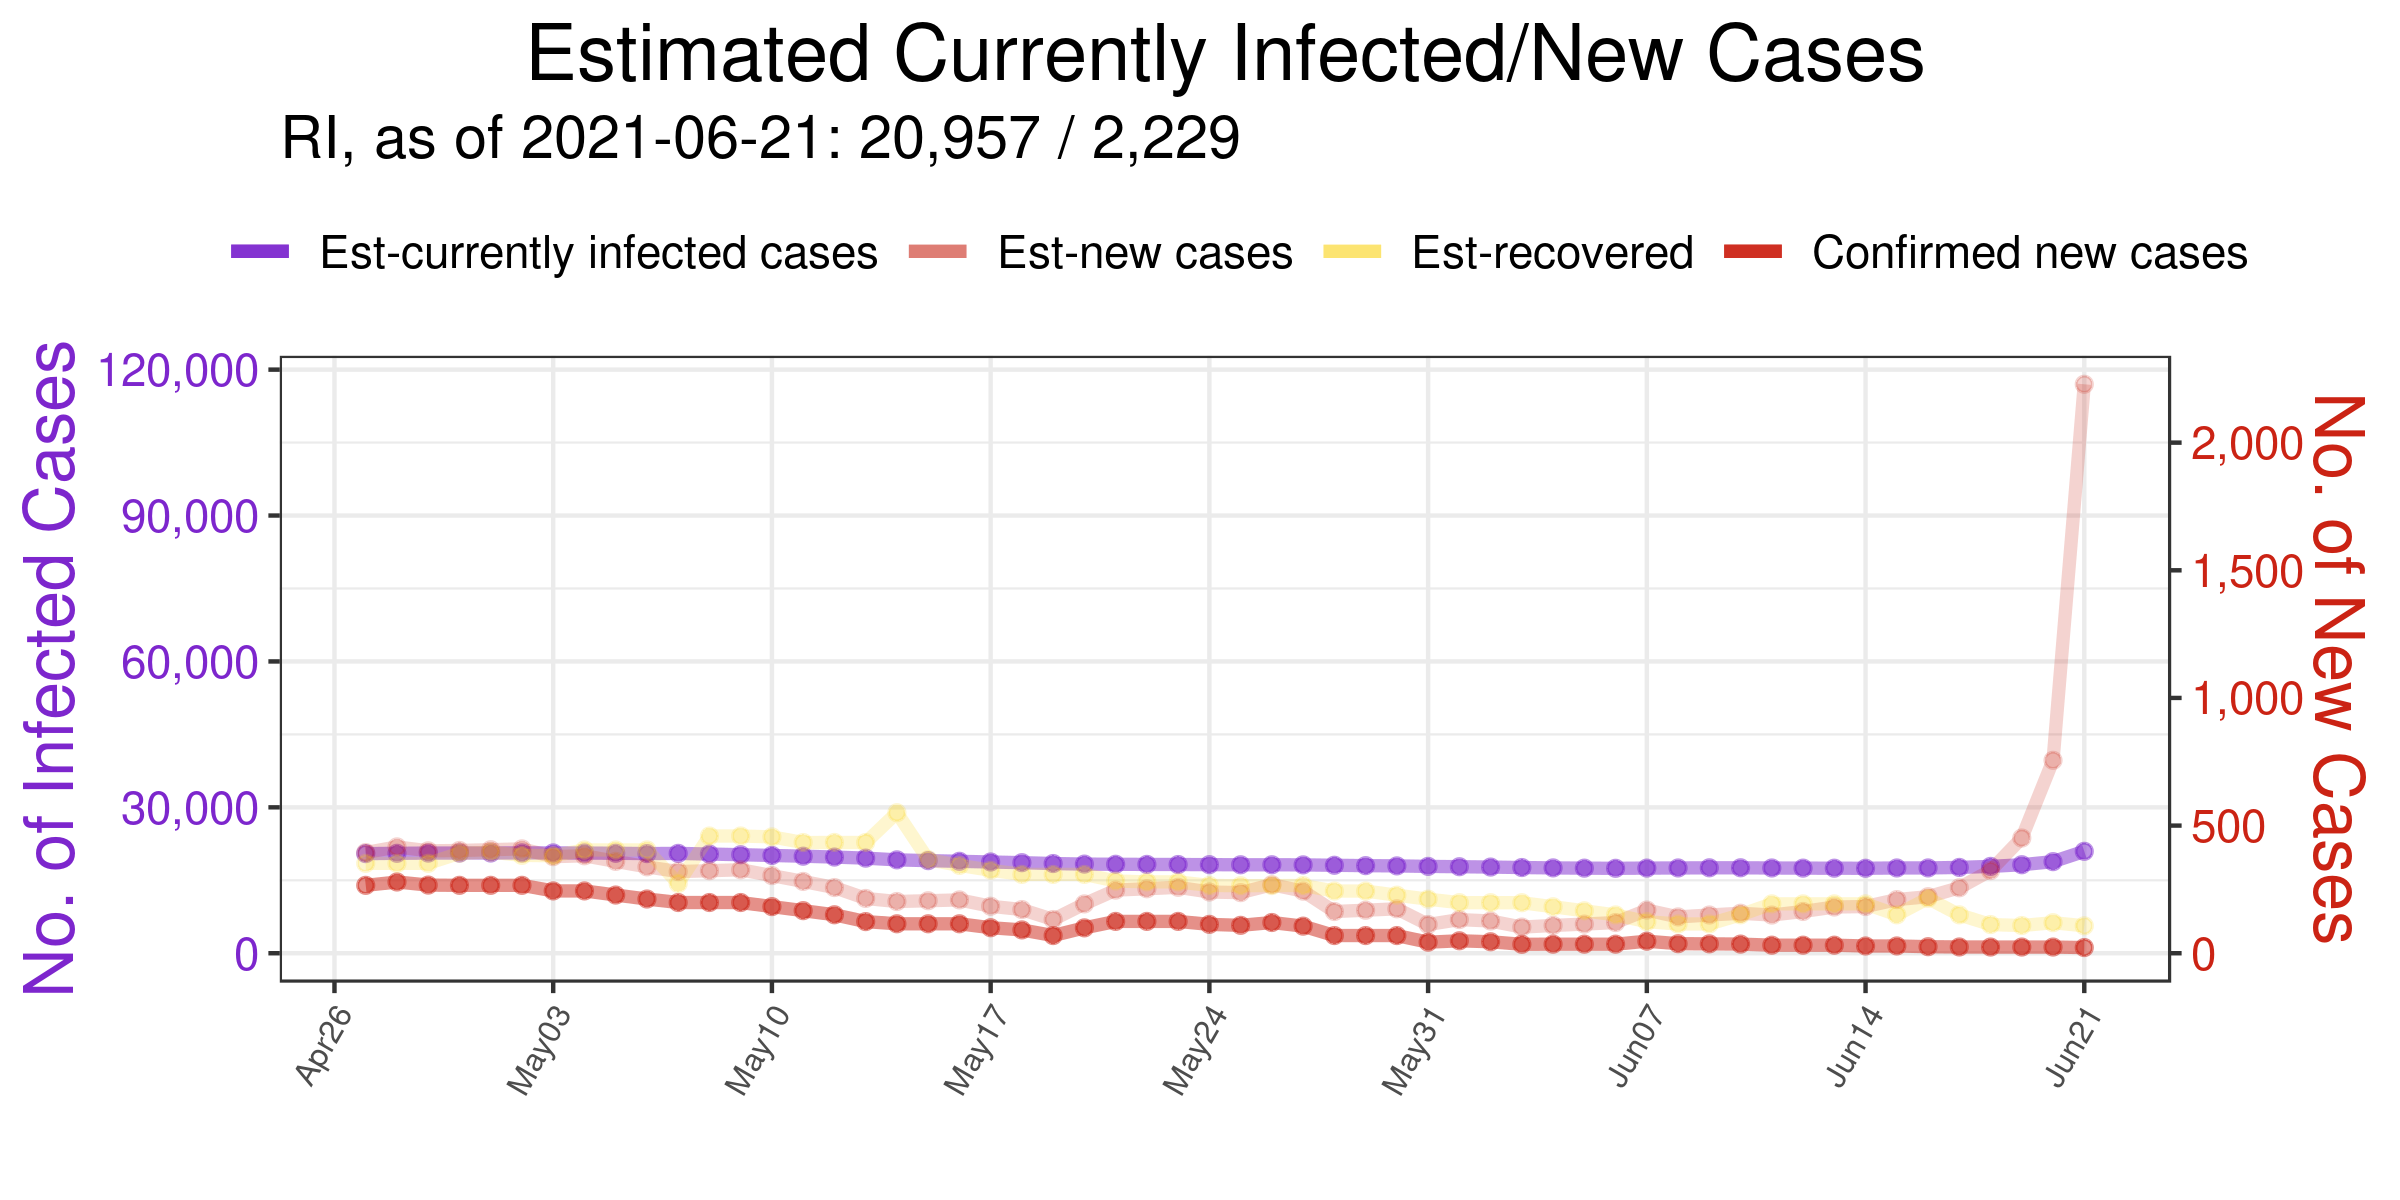 Estimated Currently Infected/New Cases
RI, as of 2021-06-21: 20,957 / 2,229
Est-currently infected cases Est-new cases Est-recovered Confirmed new cases
No. of Infected Cases
120,000
90,000
60,000
30,000
0
2,000
1,500
1,000
500
0
No. of New Cases
Apr26 May03 May10 May17 May24 May31 Jun07 Jun14 Jun21